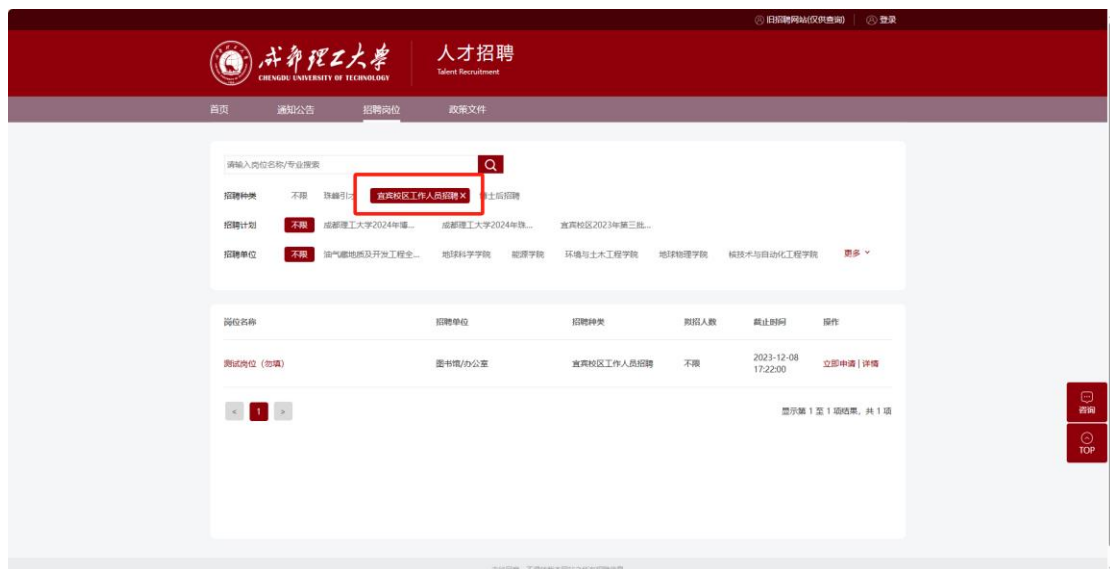 旧招聘网站(仅供查询) 登录
成都理工大学 人才招聘
CHENGDU UNIVERSITY OF TECHNOLOGY Talent Recruitment
首页 通知公告 招聘岗位 政策文件
请输入岗位名称/专业搜索
招聘种类 不限 珠峰引才 宜宾校区工作人员招聘 × 士后招聘
招聘计划 不限 成都理工大学2024年博... 成都理工大学2024年珠... 宜宾校区2023年第三批...
招聘单位 不限 油气藏地质及开发工程全... 地球科学学院 能源学院 环境与土木工程学院 地球物理学院 核技术与自动化工程学院 更多
岗位名称 招聘单位 招聘种类 拟招人数 截止时间 操作
测试岗位（勿填） 图书馆/办公室 宜宾校区工作人员招聘 不限 2023-12-08 17:22:00 立即申请 | 详情
< 1 > 显示第 1 至 1 项结果，共 1 项
咨询
TOP